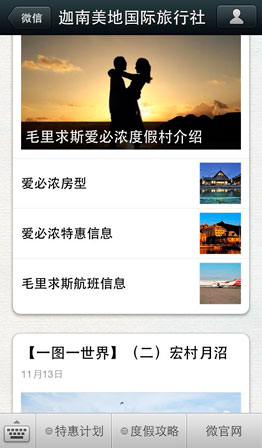 微信
迦南美地国际旅行社
毛里求斯爱必浓度假村介绍
爱必浓房型
爱必浓特惠信息
毛里求斯航班信息
【一图一世界】（二）宏村月沼
11月13日
特惠计划
度假攻略
微官网